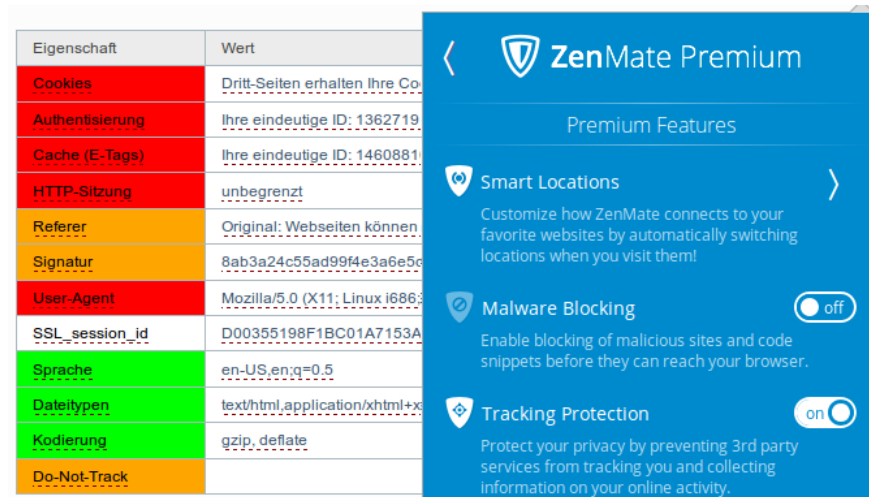 Eigenschaft Wert
Cookies Dritt-Seiten erhalten Ihre
Authentisierung Ihre eindeutige ID: 1362719
Cache (E-Tags) Ihre eindeutige ID: 1460881
HTTP-Sitzung unbegrenzt
Referer Original: Webseiten können
Signatur 8ab3a24c55ad99f4e3a6e5
User-Agent Mozilla/5.0 (X11; Linux i686;
SSL_session_id D00355198F1BC01A7153A
Sprache en-US,en;q=0.5
Dateitypen text/html,application/xhtml+x
Kodierung gzip, deflate
Do-Not-Track
ZenMate Premium
Premium Features
Smart Locations
Customize how ZenMate connects to your
favorite websites by automatically switching
locations when you visit them!
Malware Blocking off
Enable blocking of malicious sites and code
snippets before they can reach your browser.
Tracking Protection on
Protect your privacy by preventing 3rd party
services from tracking you and collecting
information on your online activity.